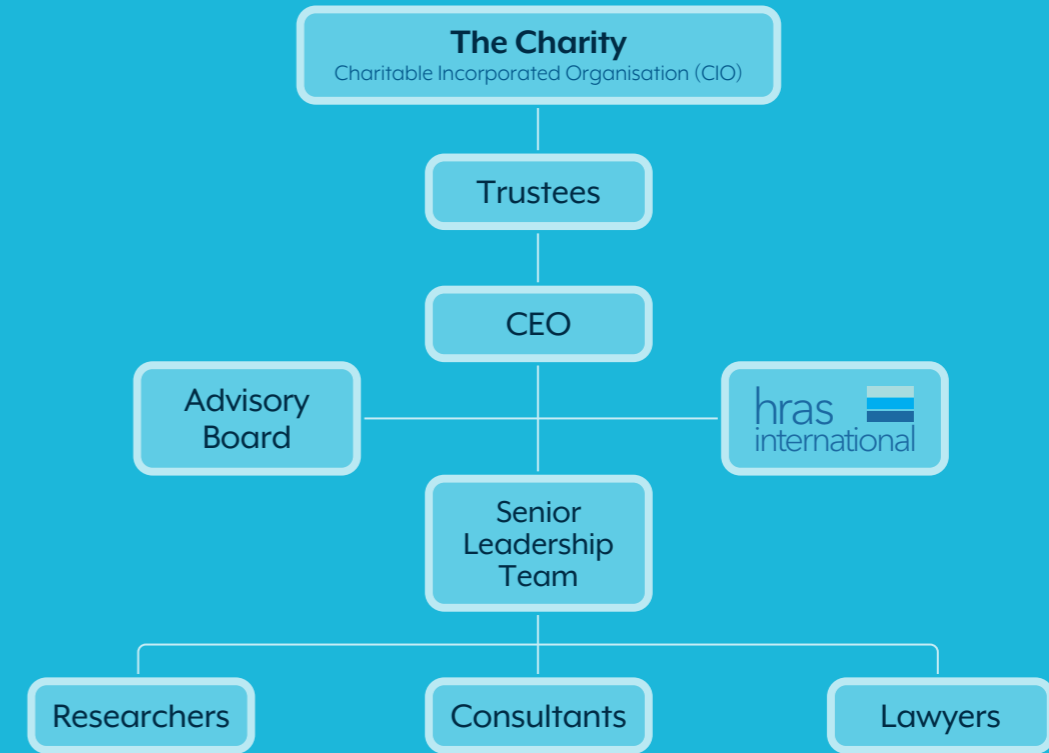 The Charity
Charitable Incorporated Organisation (CIO)
Trustees
CEO
Advisory
Board
hras
international
Senior
Leadership
Team
Researchers
Consultants
Lawyers